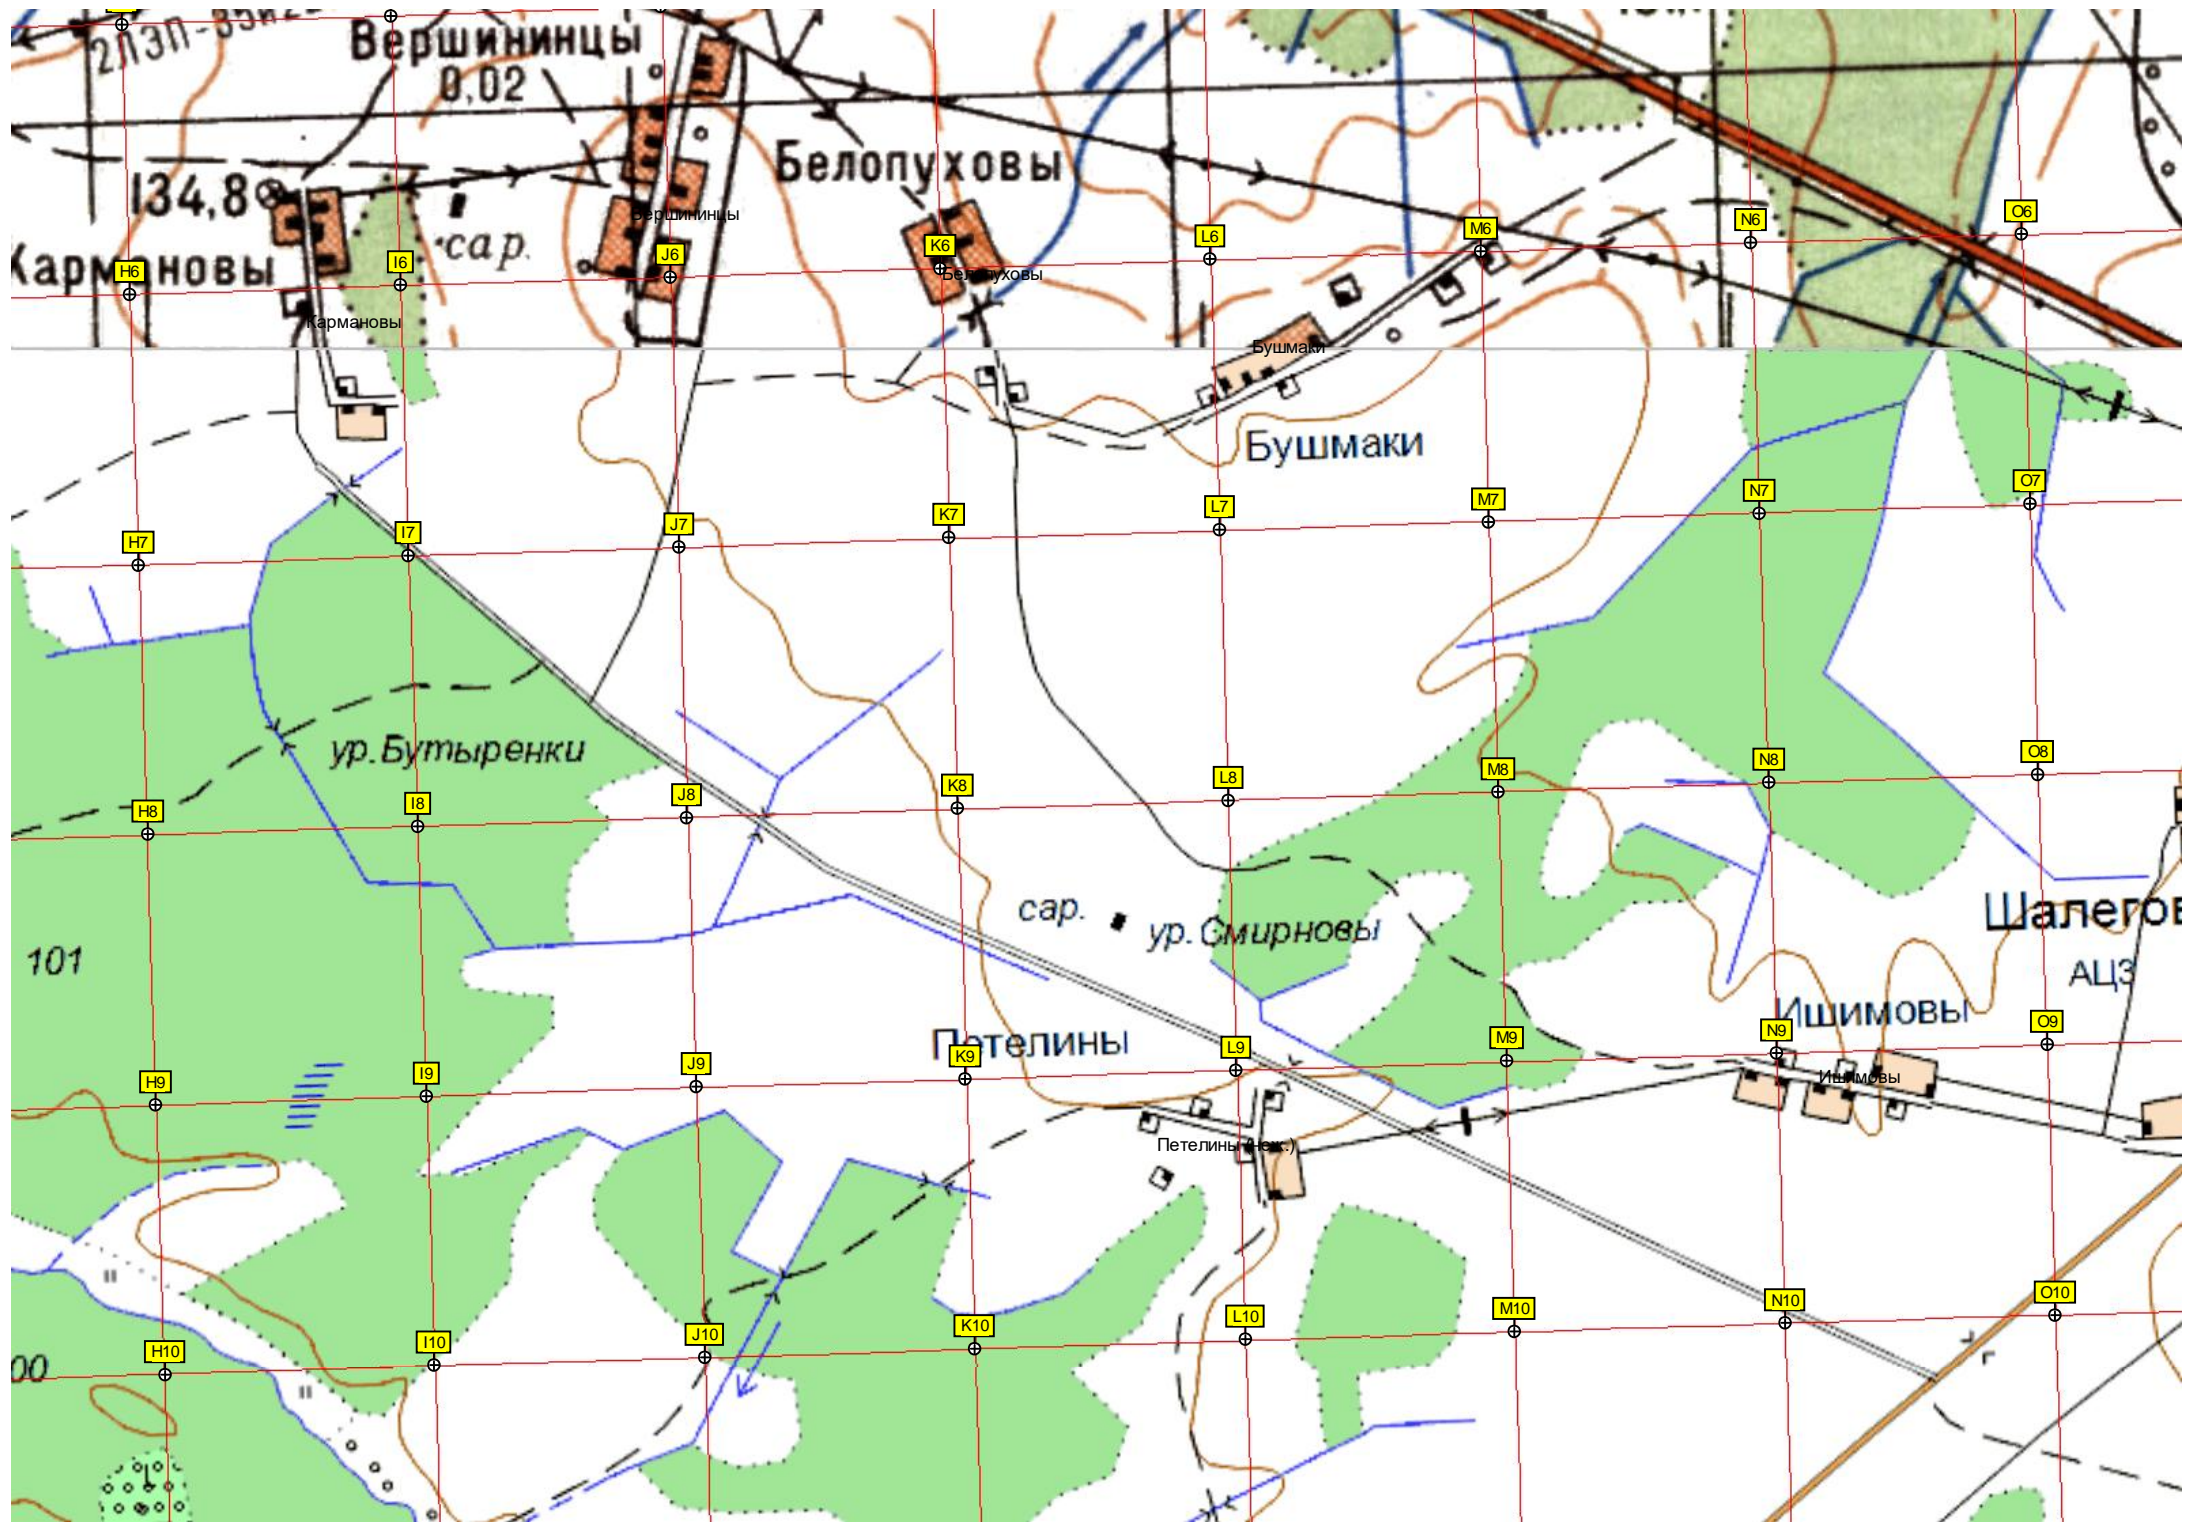 2ЛЭП-35
Вершининцы
0,02
Белопуховы
134,8
Вершининцы
сар.
Кармановы
H6
I6
J6
K6
L6
M6
N6
O6
Белопуховы
Кармановы
Бушмаки
Бушмаки
H7
I7
J7
K7
L7
M7
N7
O7
ур.Бутыренки
H8
I8
J8
K8
L8
M8
N8
O8
сар.
ур.Смирновы
Шалегов
101
АЦЗ
Ишимовы
Петелины
H9
I9
J9
K9
L9
M9
N9
O9
Ишимовы
Петелины (неж.)
H10
I10
J10
K10
L10
M10
N10
O10
00